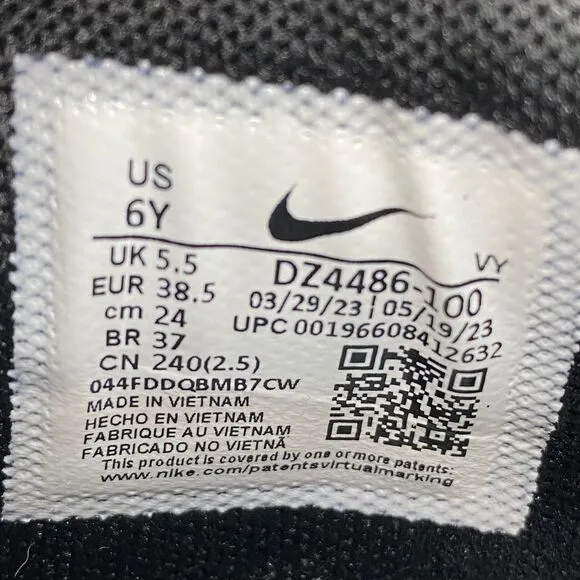 US
6Y
VY
UK 5.5
EUR 38.5
cm 24
BR 37
CN 240(2.5)
DZ4486-100
03/29/23 | 05/19/23
UPC 00196608412632
044FDDQBMB7CW
MADE IN VIETNAM
HECHO EN VIETNAM
FABRIQUE AU VIETNAM
FABRICADO NO VIETNÃ
This product is covered by one or more patents:
www.nike.com/patentsvirtualmarking